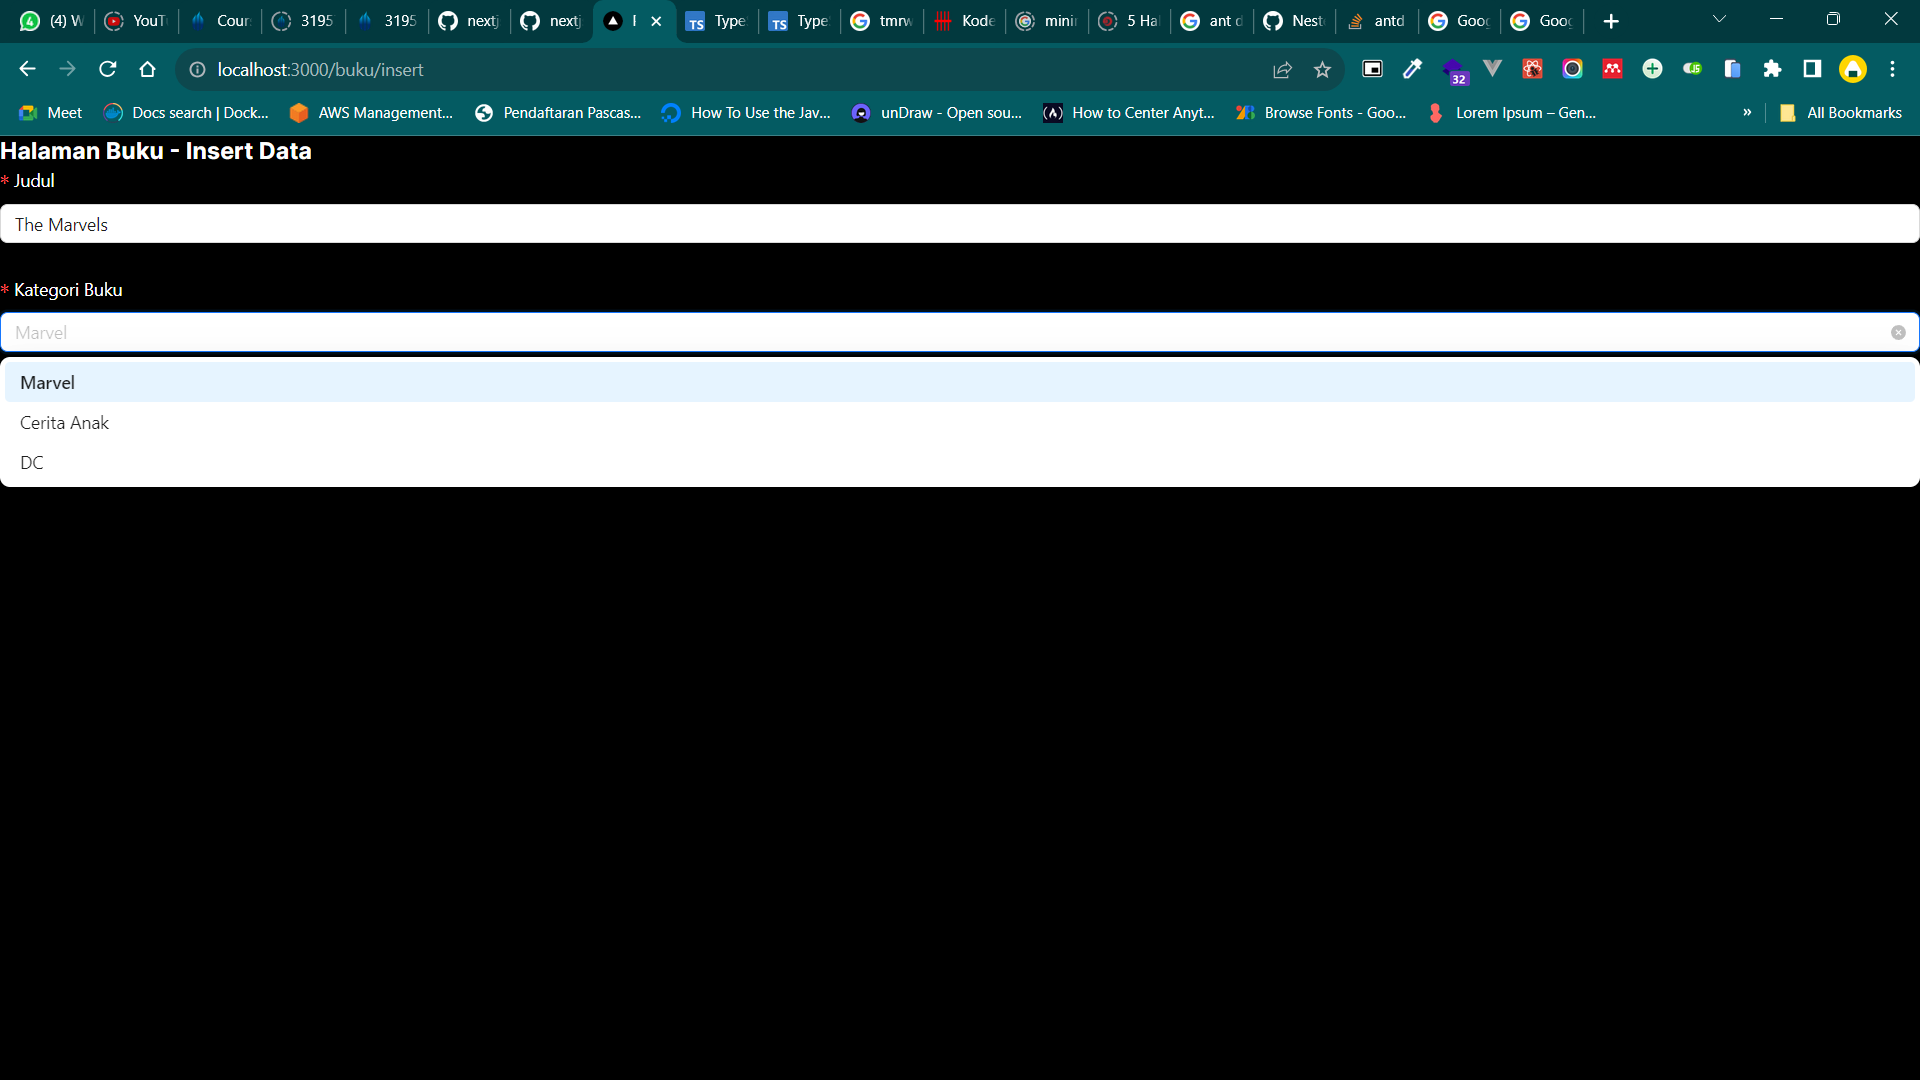 (4) W
YouT
Cour
3195
3195
nextj
nextj
Type
Type
tmrw
Kode
mini
5 Hal
ant d
Nest
antd
Goog
Goog
localhost:3000/buku/insert
32
Meet
Docs search | Dock...
AWS Management...
Pendaftaran Pascas...
How To Use the Jav...
unDraw - Open sou...
How to Center Anyt...
Browse Fonts - Goo...
Lorem Ipsum – Gen...
»
All Bookmarks
Halaman Buku - Insert Data
* Judul
The Marvels
* Kategori Buku
Marvel
Marvel
Cerita Anak
DC